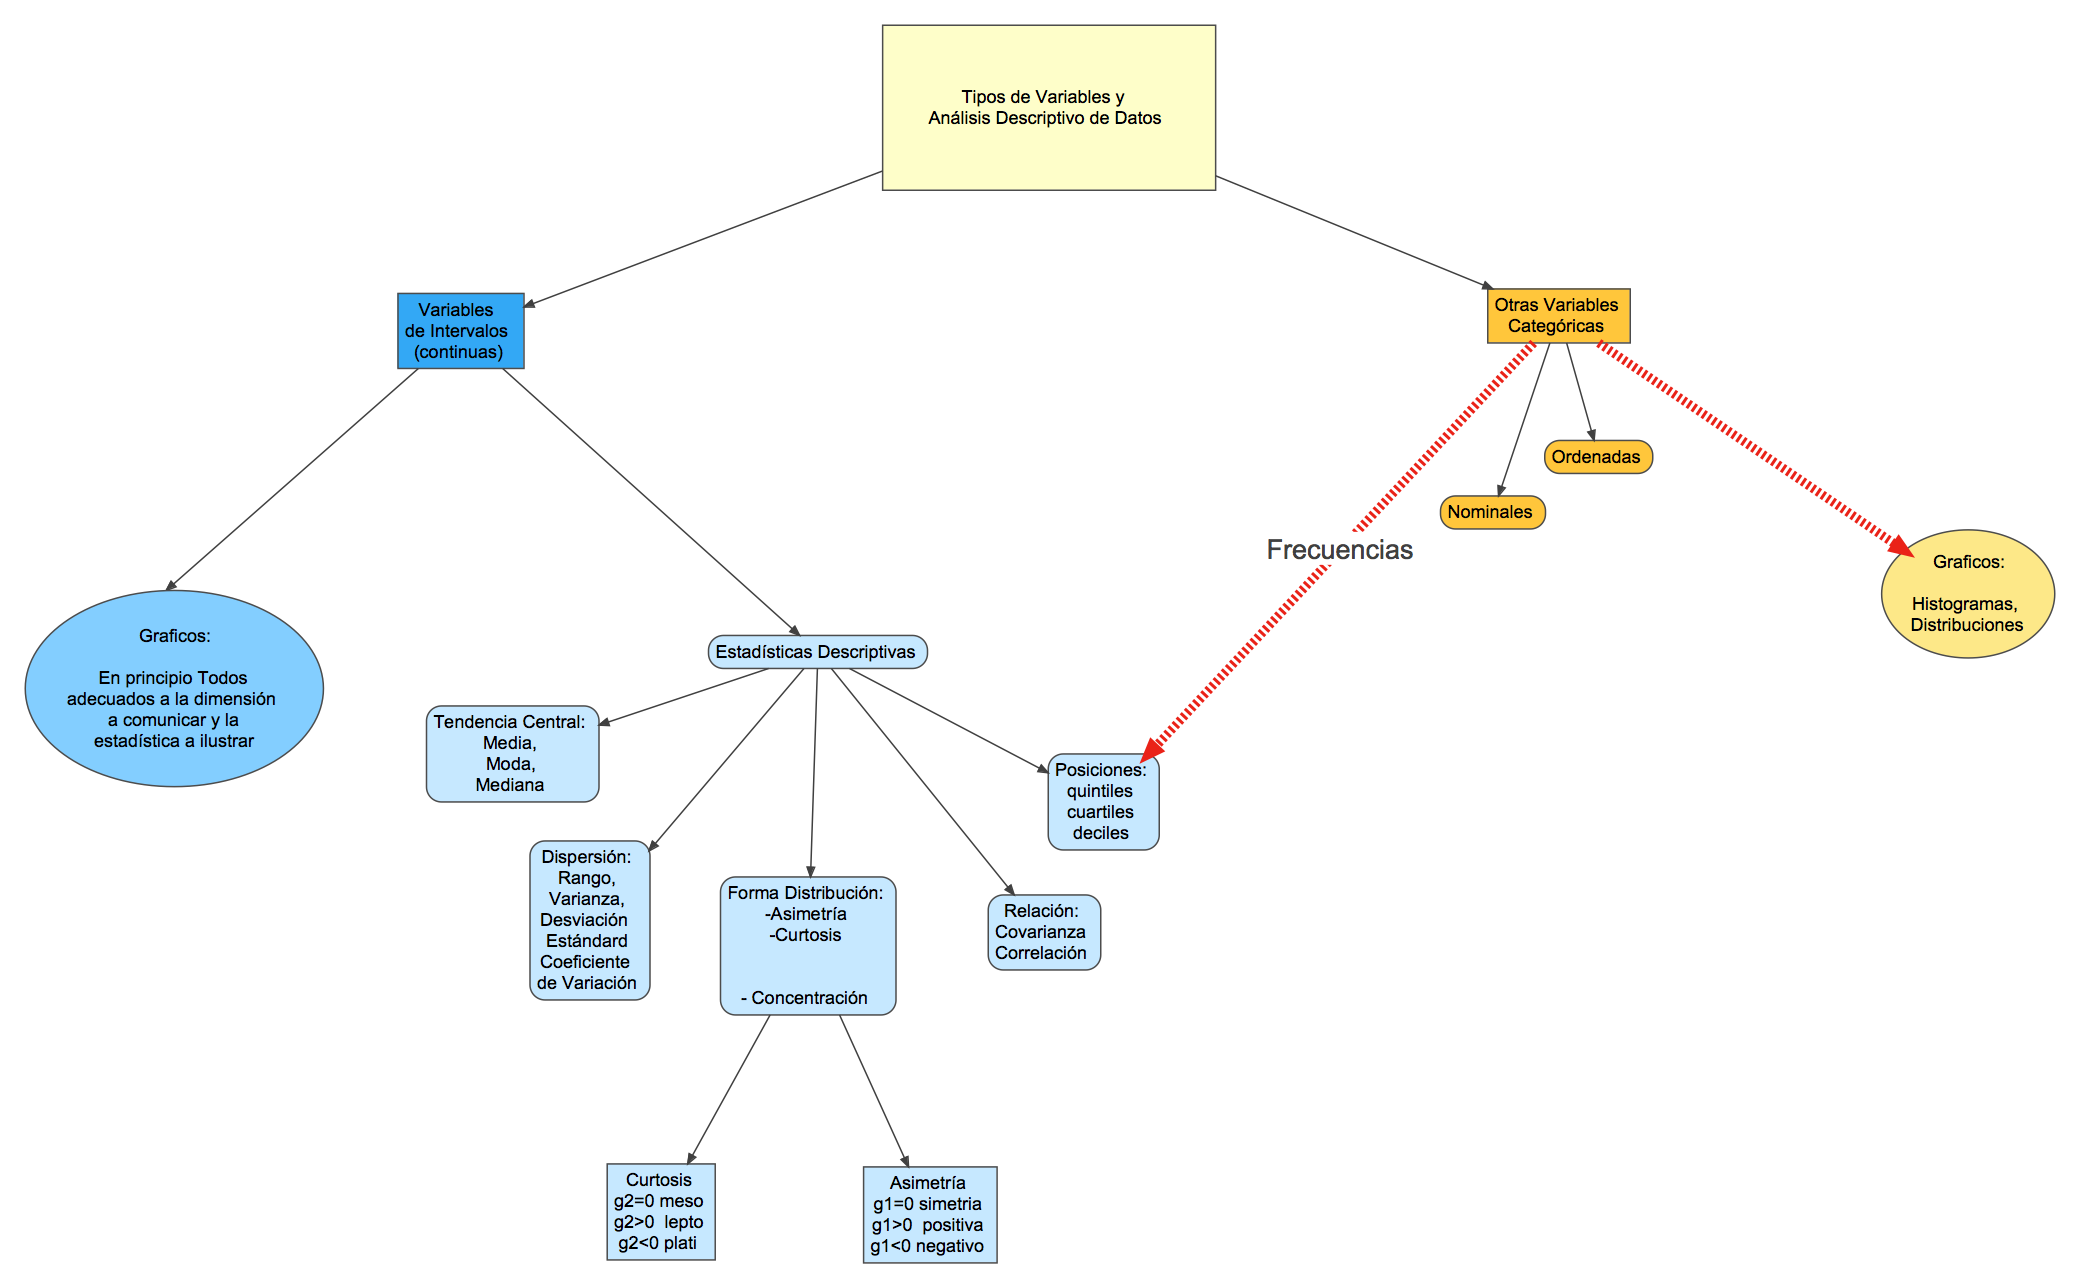 Tipos de Variables y
Análisis Descriptivo de Datos
Variables
de Intervalos
(continuas)
Otras Variables
Categóricas
Ordenadas
Nominales
Frecuencias
Graficos:
Histogramas,
Distribuciones
Graficos:
En principio Todos
adecuados a la dimensión
a comunicar y la
estadística a ilustrar
Estadísticas Descriptivas
Tendencia Central:
Media,
Moda,
Mediana
Posiciones:
quintiles
cuartiles
deciles
Dispersión:
Rango,
Varianza,
Desviación
Estándard
Coeficiente
de Variación
Forma Distribución:
-Asimetría
-Curtosis
- Concentración
Relación:
Covarianza
Correlación
Curtosis
g2=0 meso
g2>0  lepto
g2<0 plati
Asimetría
g1=0 simetria
g1>0  positiva
g1<0 negativo